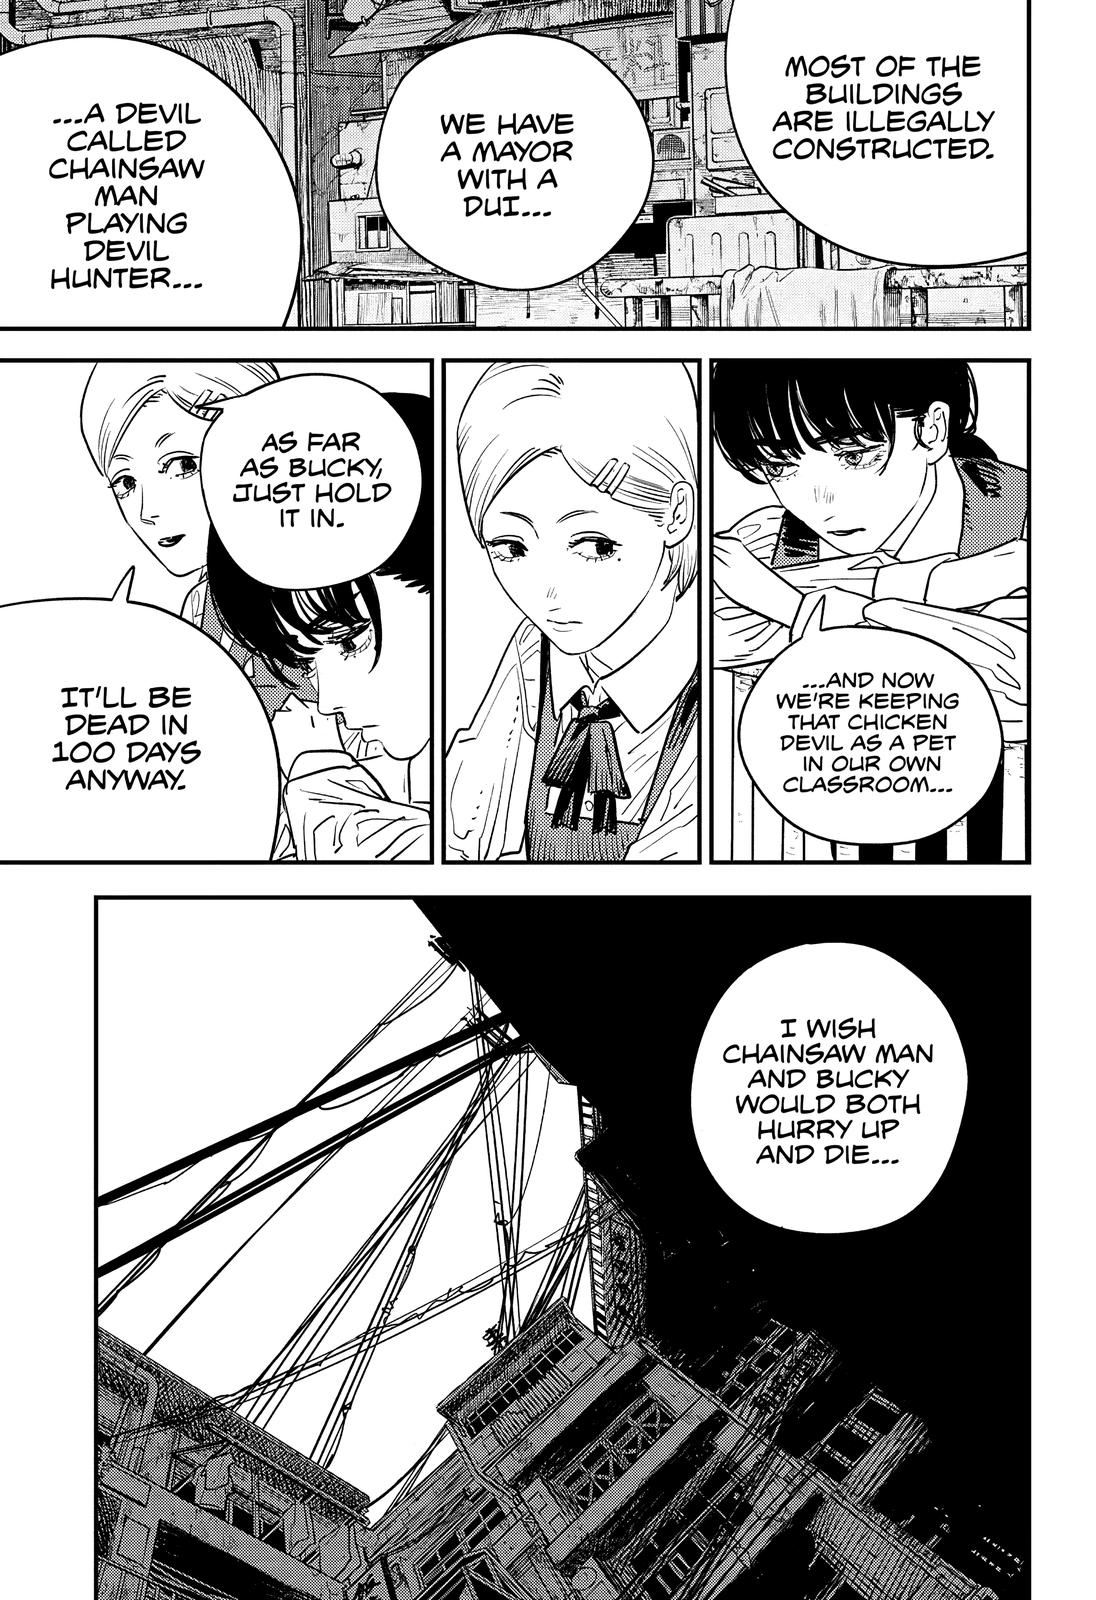 MOST OF THE
BUILDINGS
ARE ILLEGALLY
CONSTRUCTED.
WE HAVE
A MAYOR
WITH A
DUI...
...A DEVIL
CALLED
CHAINSAW
MAN
PLAYING
DEVIL
HUNTER...
...AND NOW
WE'RE KEEPING
THAT CHICKEN
DEVIL AS A PET
IN OUR OWN
CLASSROOM...
AS FAR
AS BUCKY,
JUST HOLD
IT IN.
IT'LL BE
DEAD IN
100 DAYS
ANYWAY.
I WISH
CHAINSAW MAN
AND BUCKY
WOULD BOTH
HURRY UP
AND DIE...